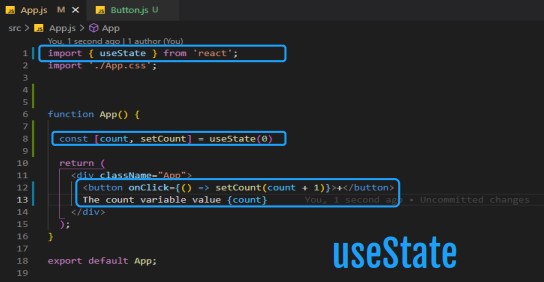 App.js M ✕ Button.js U
src > App.js > App
You, 1 second ago | 1 author (You)
1 import { useState } from 'react';
2 import './App.css';
3
4
5
6 function App() {
7
8 const [count, setCount] = useState(0)
9
10 return (
11 <div className="App">
12 <button onClick={() => setCount(count + 1)}>+</button>
13 The count variable value {count} You, 1 second ago • Uncommitted changes
14 </div>
15 );
16 }
17
18 export default App;
19
useState